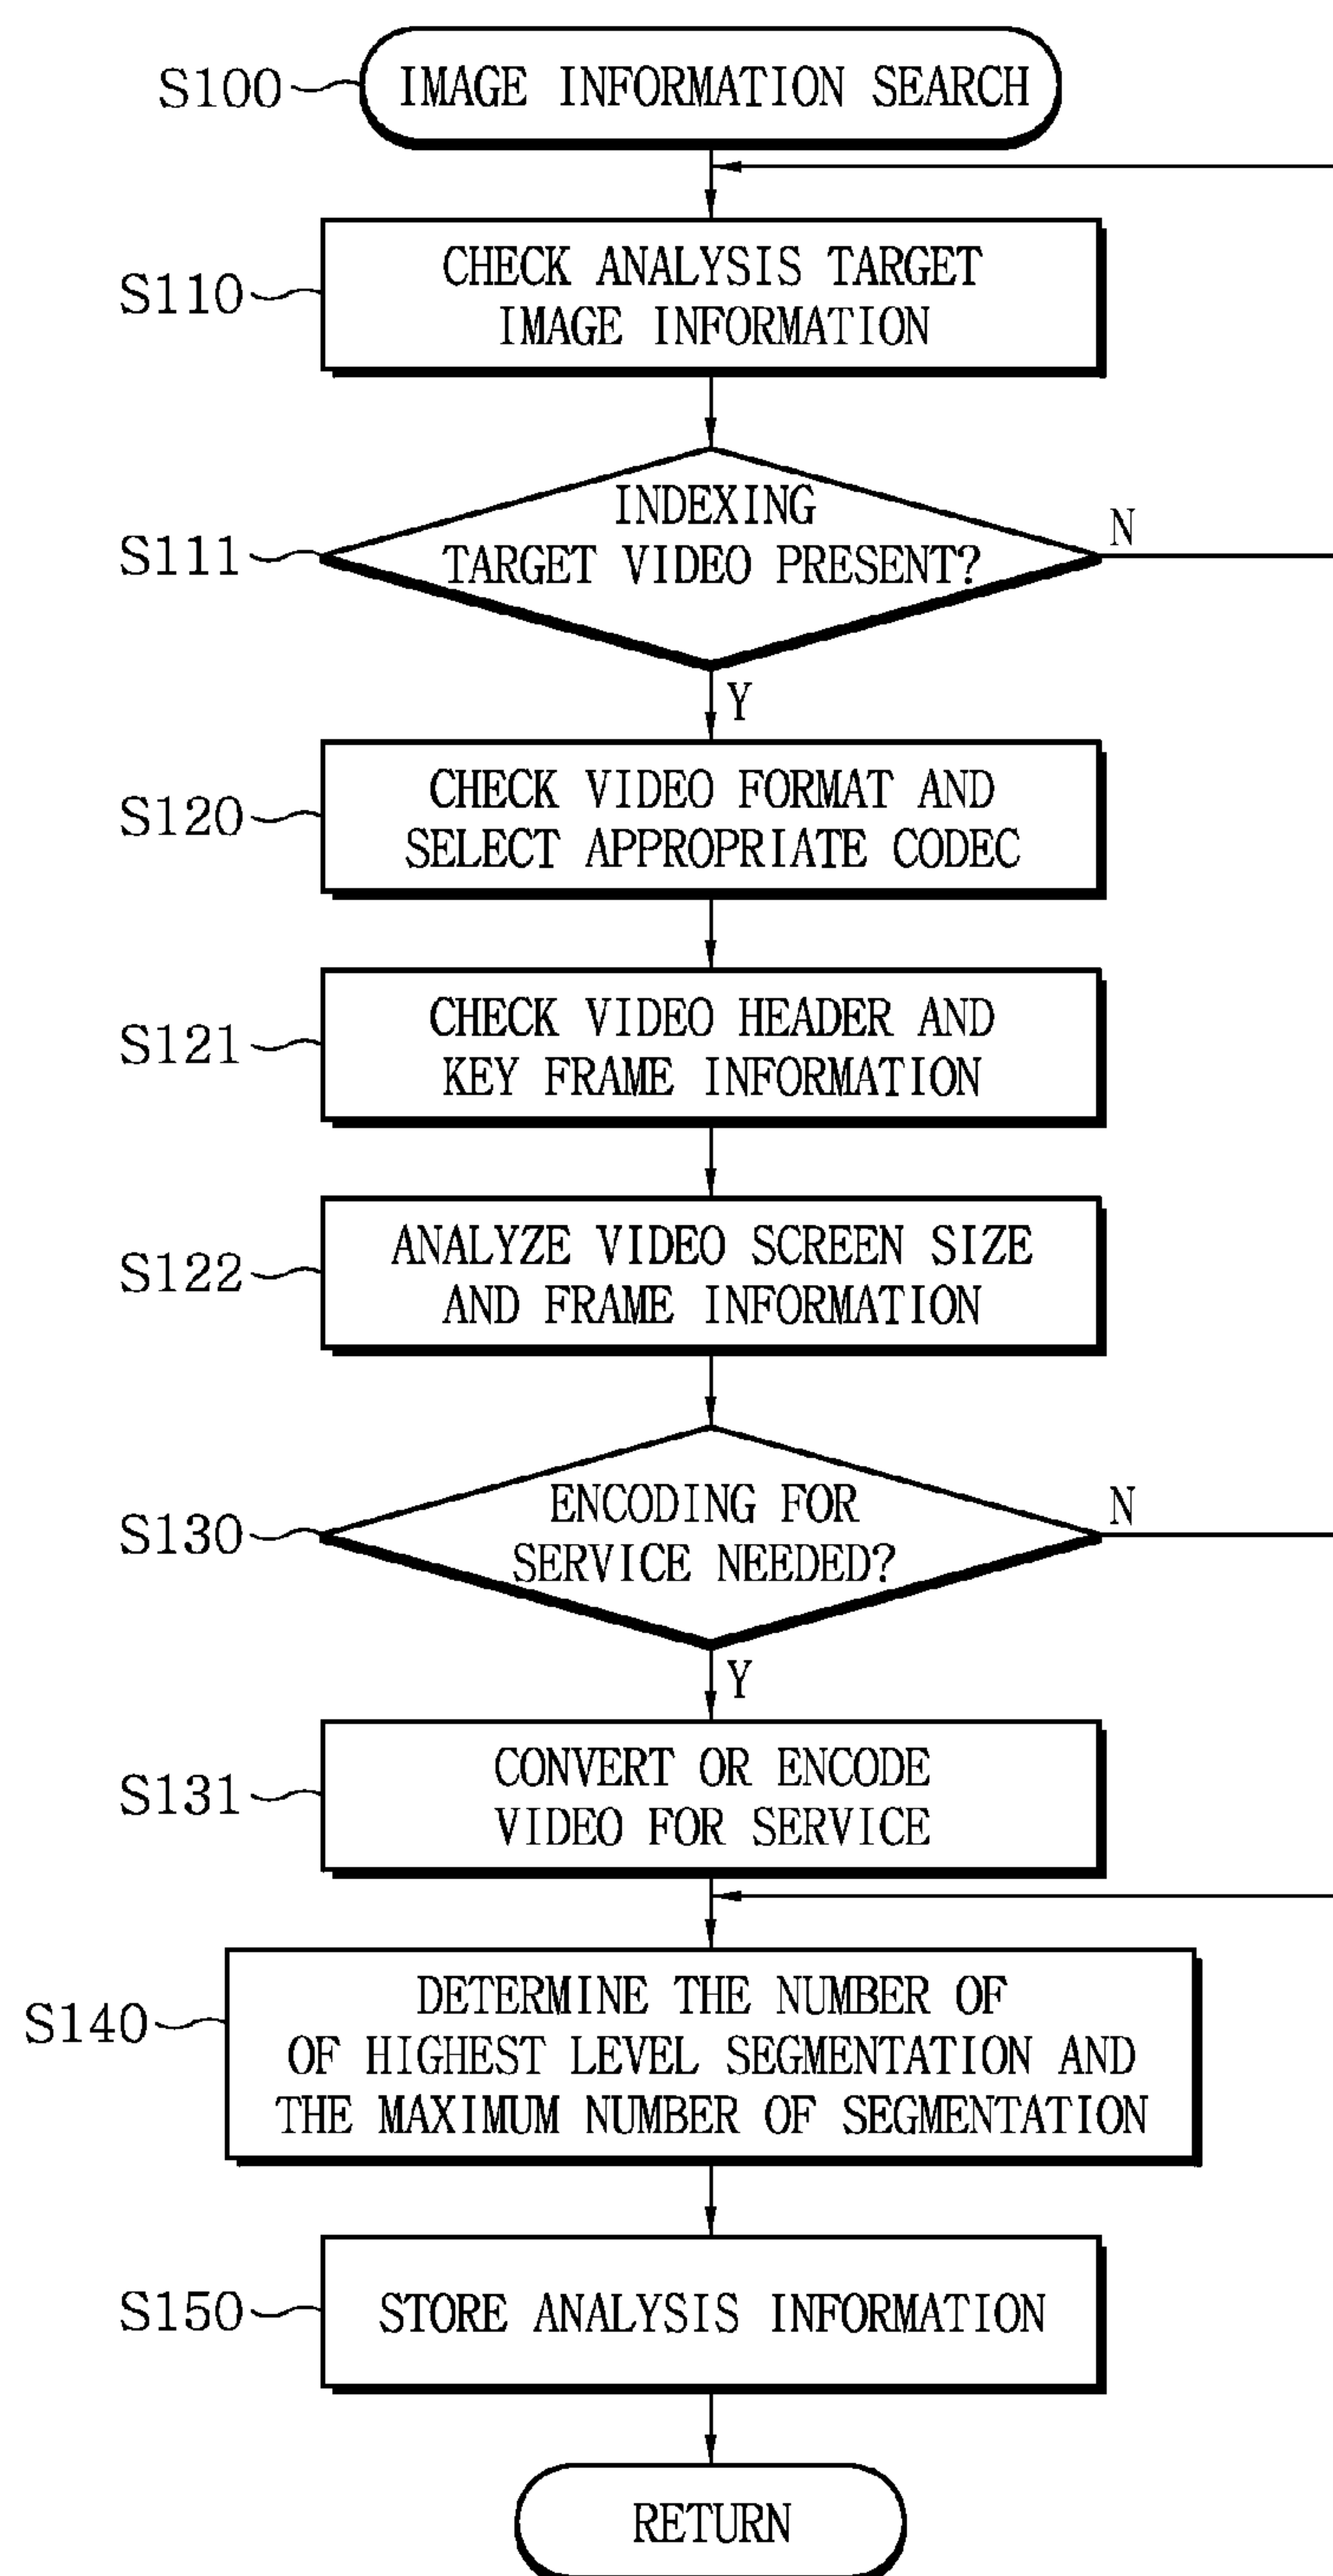 S100
IMAGE INFORMATION SEARCH
S110
CHECK ANALYSIS TARGET
IMAGE INFORMATION
S111
INDEXING
TARGET VIDEO PRESENT?
N
Y
S120
CHECK VIDEO FORMAT AND
SELECT APPROPRIATE CODEC
S121
CHECK VIDEO HEADER AND
KEY FRAME INFORMATION
S122
ANALYZE VIDEO SCREEN SIZE
AND FRAME INFORMATION
S130
ENCODING FOR
SERVICE NEEDED?
N
Y
S131
CONVERT OR ENCODE
VIDEO FOR SERVICE
S140
DETERMINE THE NUMBER OF
OF HIGHEST LEVEL SEGMENTATION AND
THE MAXIMUM NUMBER OF SEGMENTATION
S150
STORE ANALYSIS INFORMATION
RETURN